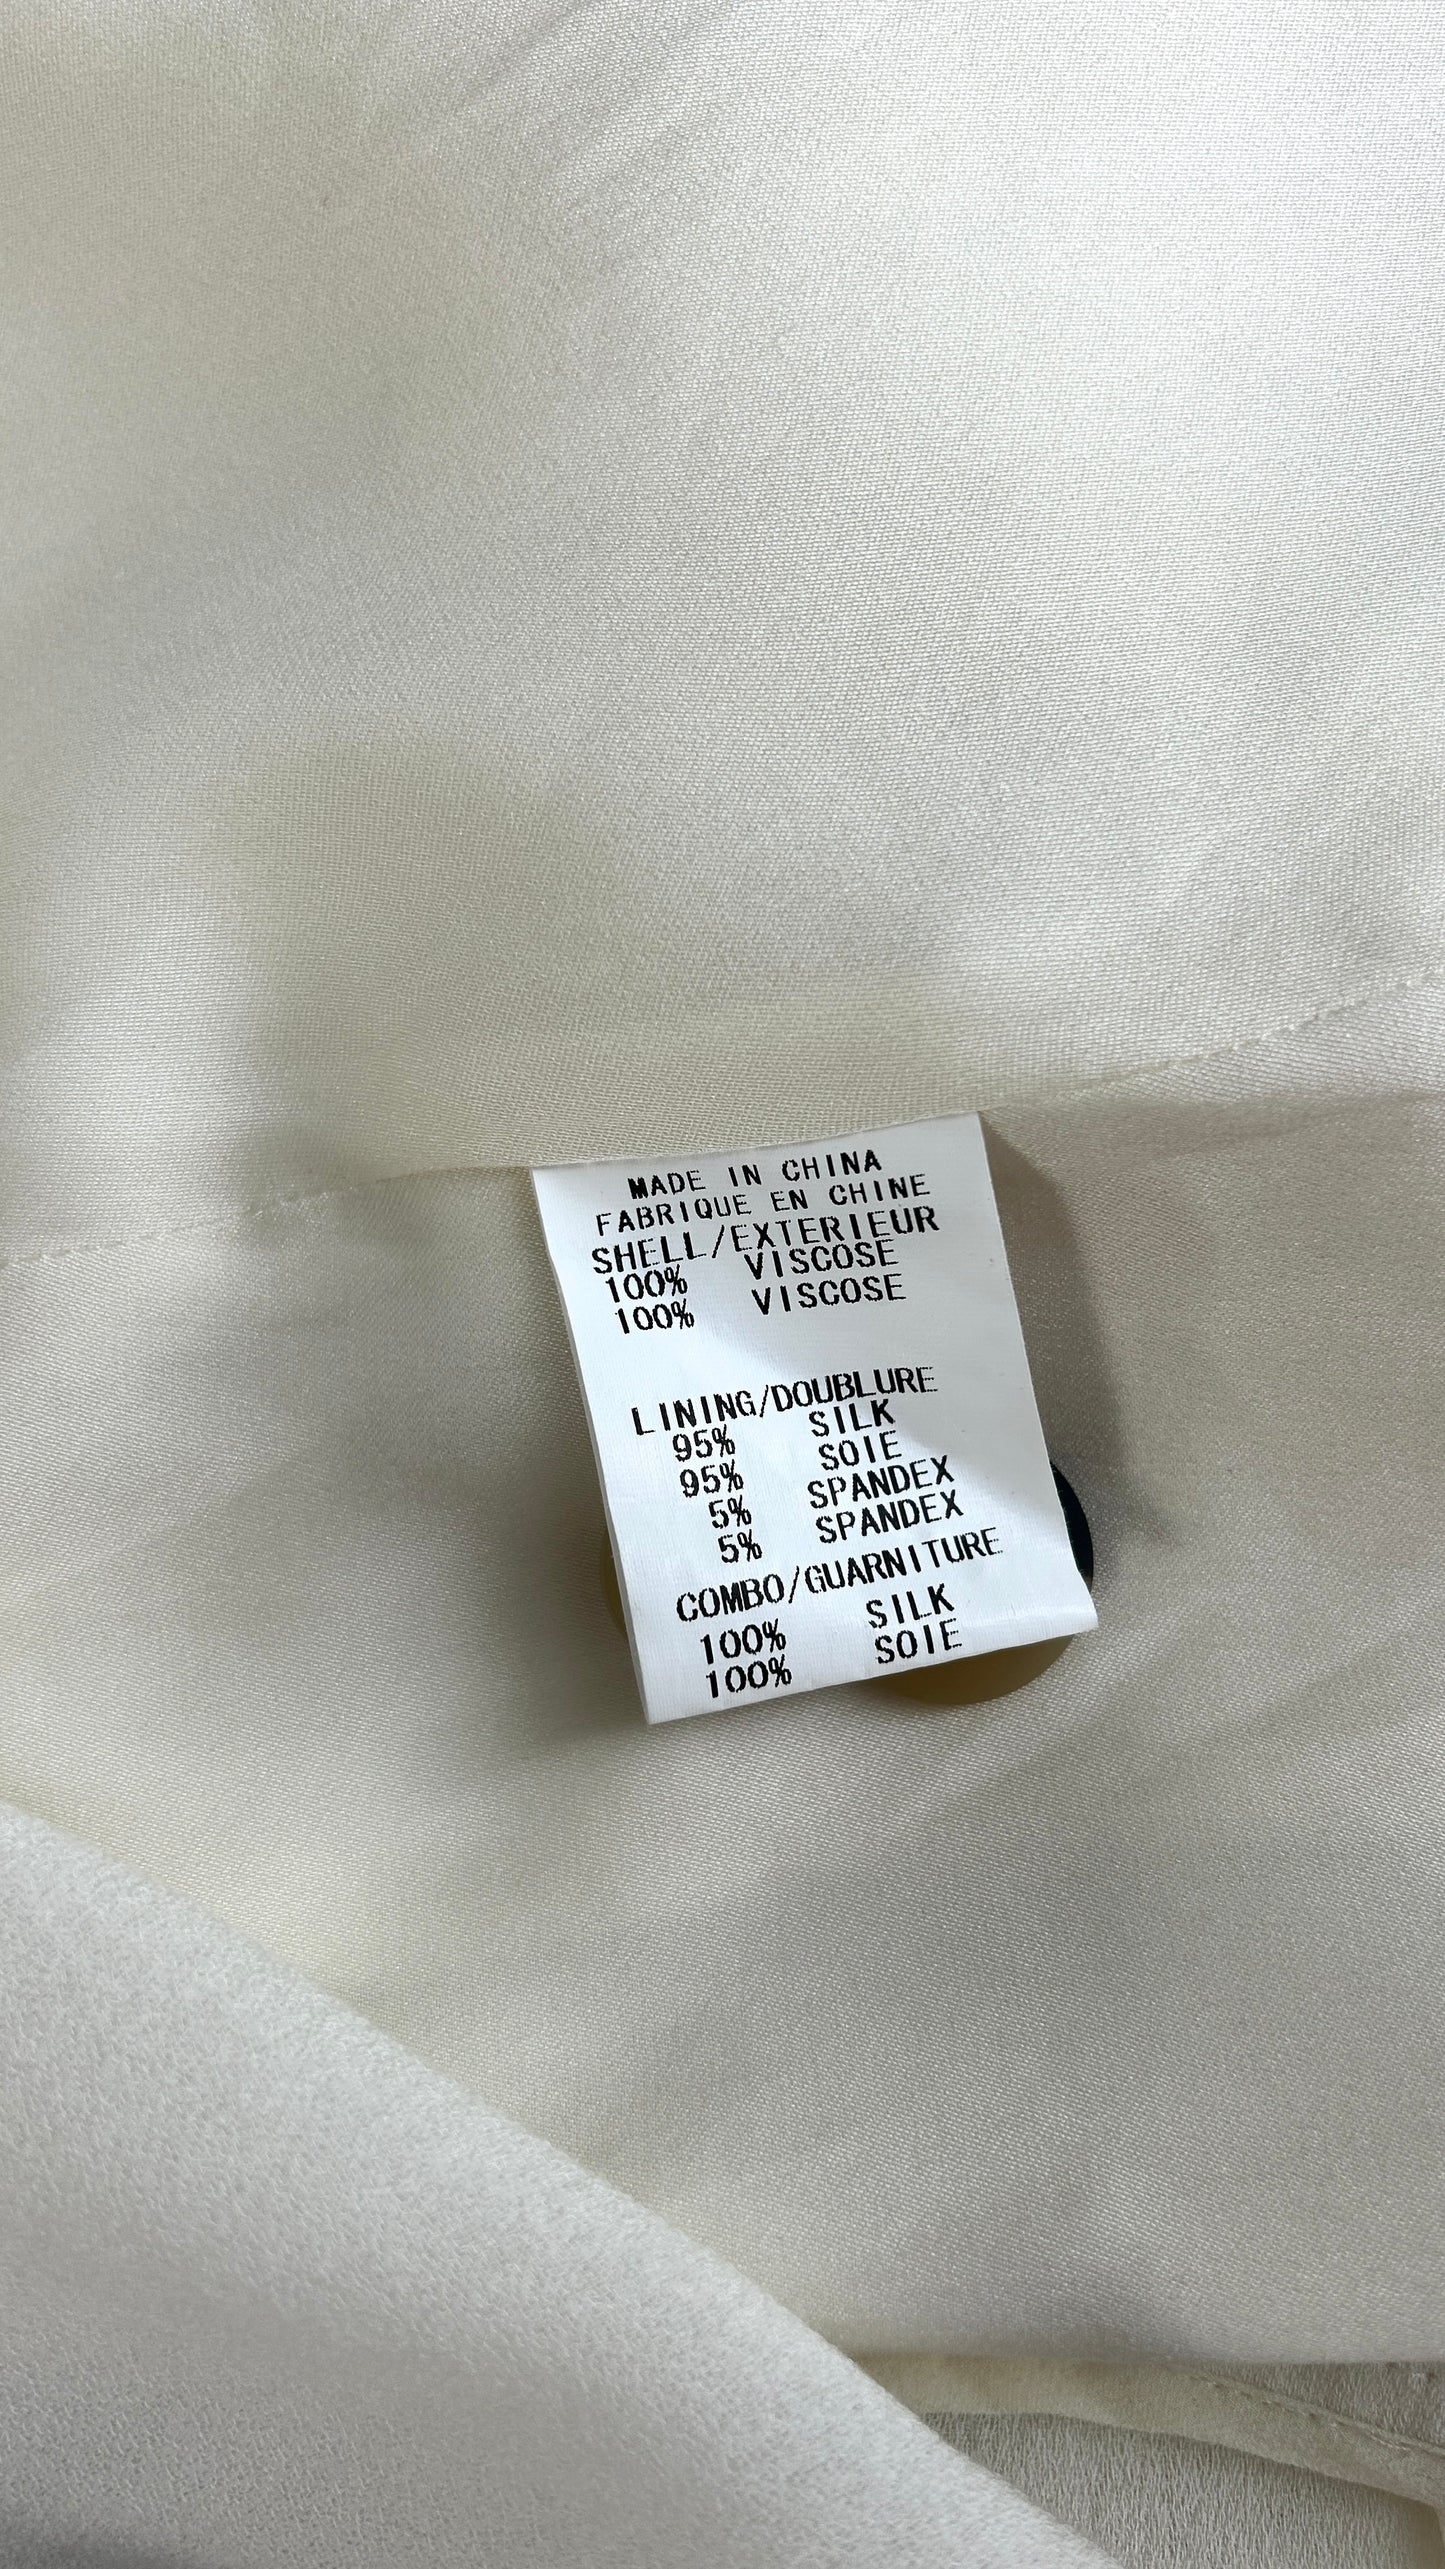 MADE IN CHINA
FABRIQUE EN CHINE
SHELL/EXTERIEUR
100% VISCOSE
100% VISCOSE
LINING/DOUBLURE
95% SILK
95% SOIE
5% SPANDEX
5% SPANDEX
COMBO/GUARNITURE
100% SILK
100% SOIE